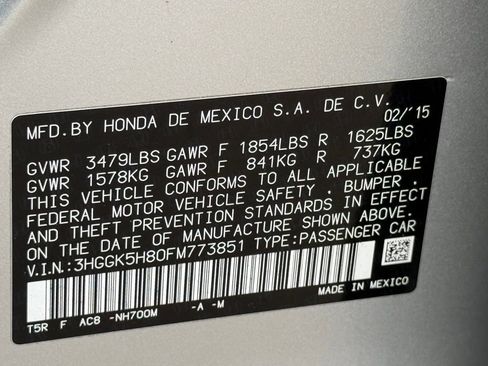 MFD.BY HONDA DE MEXICO S.A. DE C.V. 02/'15
GVWR 3479LBS GAWR F 1854LBS R 1625LBS
GVWR 1578KG GAWR F 841KG R 737KG
THIS VEHICLE CONFORMS TO ALL APPLICABLE
FEDERAL MOTOR VEHICLE SAFETY . BUMPER .
AND THEFT PREVENTION STANDARDS IN EFFECT
ON THE DATE OF MANUFACTURE SHOWN ABOVE.
V.I.N.:3HGGK5H80FM773851 TYPE:PASSENGER CAR
T5R F AC8 -NH700M -A -M MADE IN MEXICO